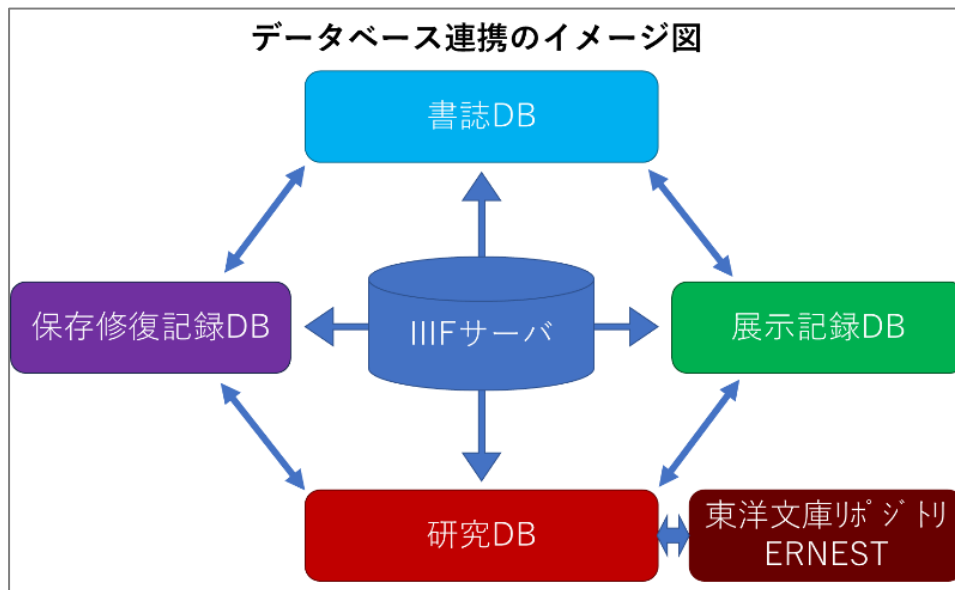 データベース連携のイメージ図
書誌DB
保存修復記録DB
IIIFサーバ
展示記録DB
研究DB
東洋文庫ﾘﾎﾟｼﾞﾄﾘ
ERNEST